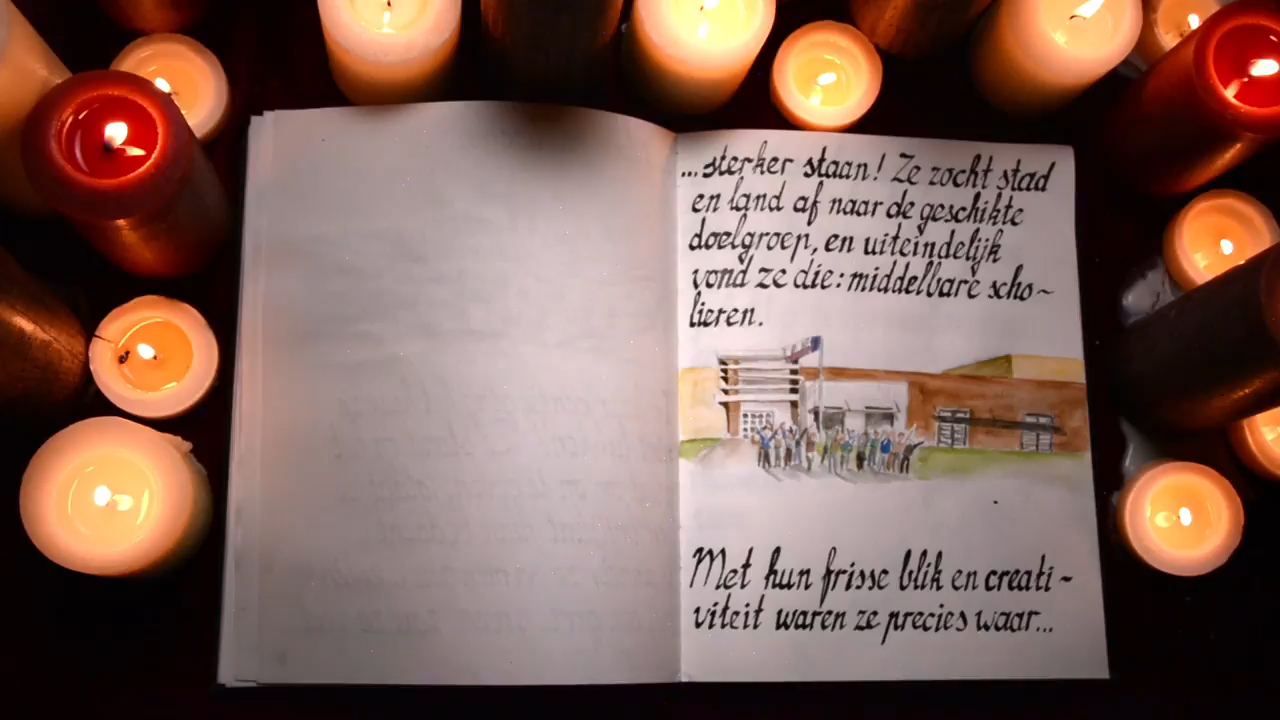 ...sterker staan! Ze zocht stad
en land af naar de geschikte
doelgroep, en uiteindelijk
vond ze die: middelbare scho~
lieren.
Met hun frisse blik en creati~
viteit waren ze precies waar...